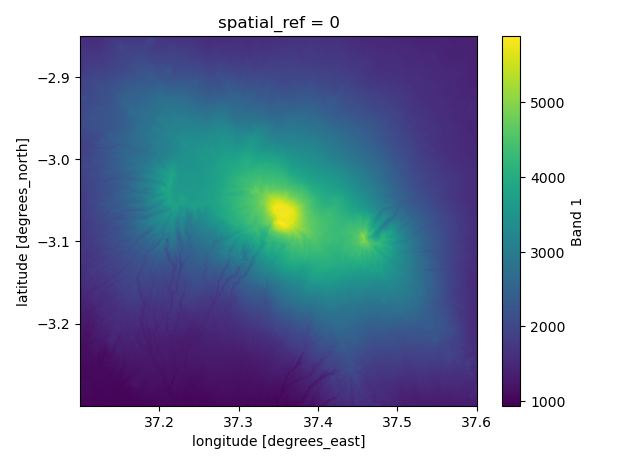 spatial_ref = 0
−2.9
−3.0
−3.1
−3.2
latitude [degrees_north]
37.2 37.3 37.4 37.5 37.6
longitude [degrees_east]
5000
4000
3000
2000
1000
Band 1